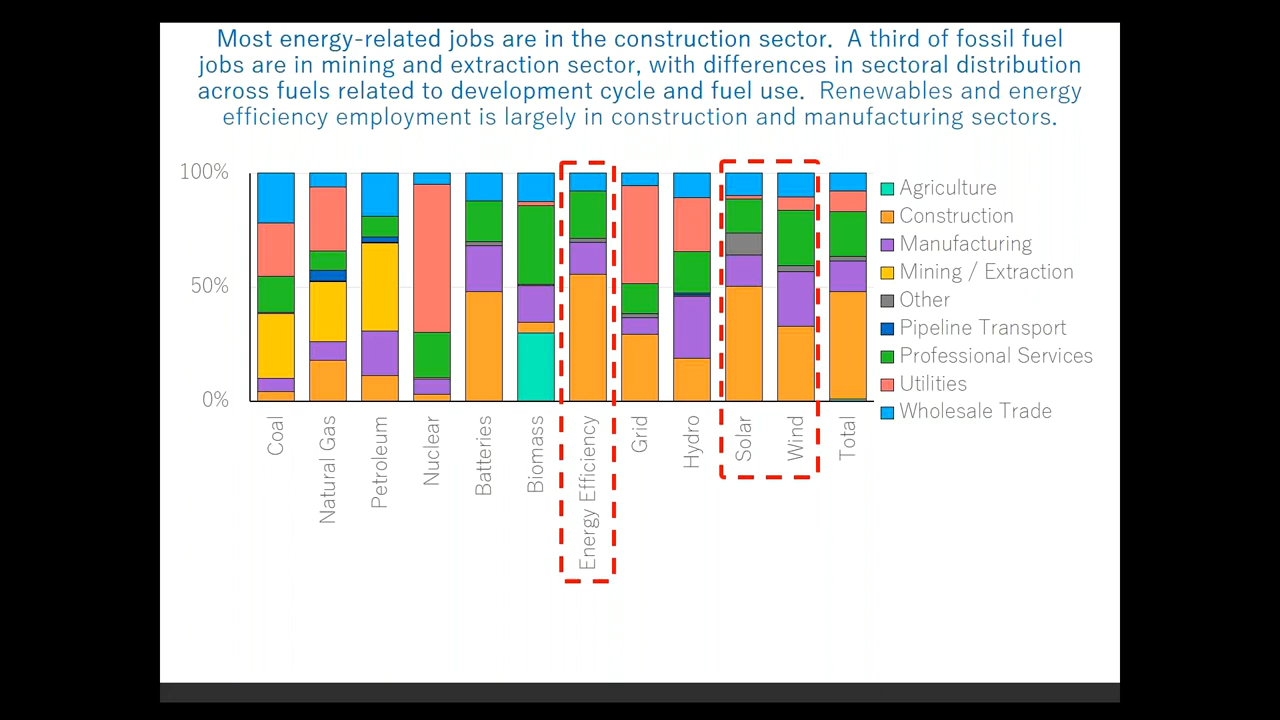 Most energy-related jobs are in the construction sector. A third of fossil fuel
jobs are in mining and extraction sector, with differences in sectoral distribution
across fuels related to development cycle and fuel use. Renewables and energy
efficiency employment is largely in construction and manufacturing sectors.
100%
50%
0%
Coal
Natural Gas
Petroleum
Nuclear
Batteries
Biomass
Energy Efficiency
Grid
Hydro
Solar
Wind
Total
Agriculture
Construction
Manufacturing
Mining / Extraction
Other
Pipeline Transport
Professional Services
Utilities
Wholesale Trade